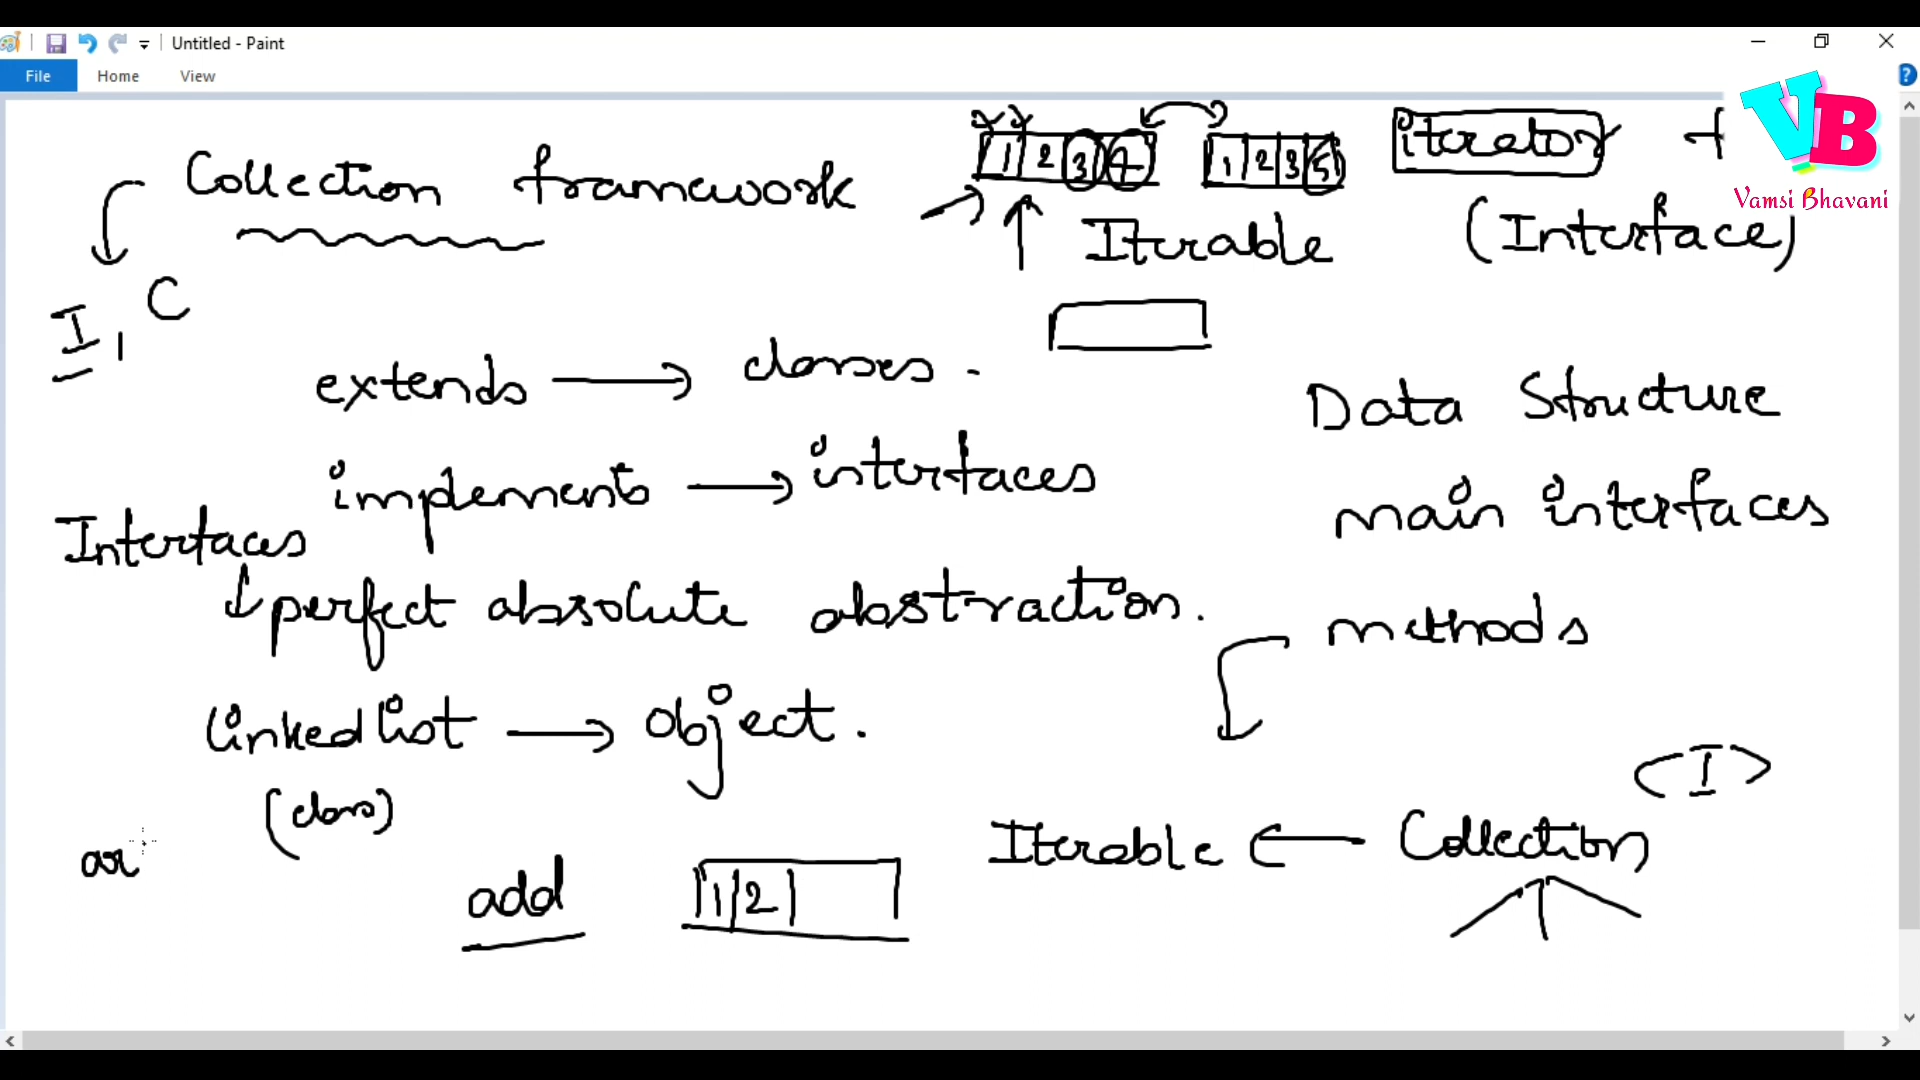 Untitled - Paint
File Home View
VB
Vamsi Bhavani
1 2 3 4 1 2 3 5 iterator
Collection framework
Iterable (Interface)
I, C
extends → classes.
Data Structure
implements → interfaces
main interfaces
Interfaces
↓ perfect absolute abstraction.
methods
linkedlist → object.
(class)
<I>
Iterable ← Collection
ar
add 1 2